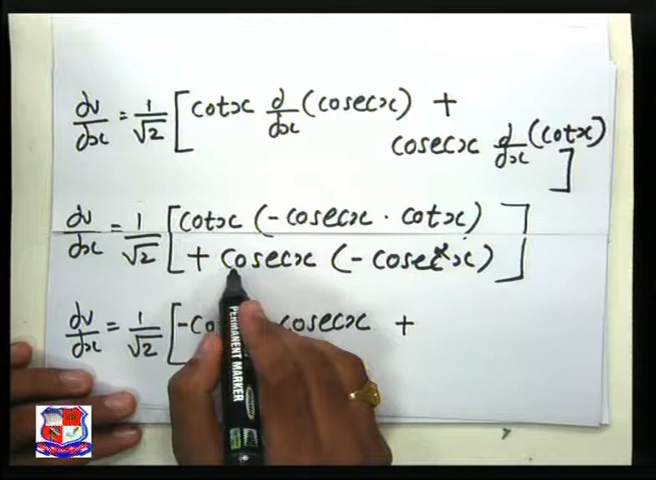 dv/dx = 1/√2 [ cotx d/dx (cosecx) +
cosecx d/dx (cotx) ]
dv/dx = 1/√2 [ cotx (-cosecx · cotx) ]
[ + cosecx (-cosec²x) ]
dv/dx = 1/√2 [ cosecx +
PERMANENT MARKER